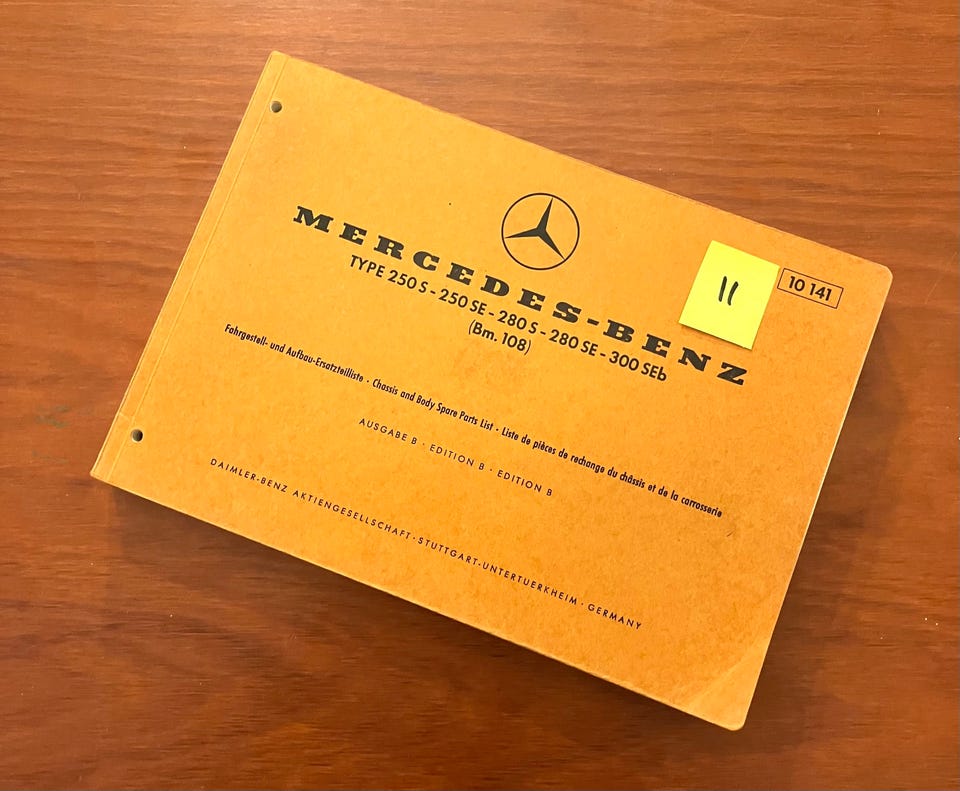 10 141
11
MERCEDES-BENZ
TYPE 250 S - 250 SE - 280 S - 280 SE - 300 SEb
(Bm. 108)
Fahrgestell- und Aufbau-Ersatzteilliste · Chassis and Body Spare Parts List · Liste de pièces de rechange du châssis et de la carrosserie
AUSGABE B · EDITION B · EDITION B
DAIMLER-BENZ AKTIENGESELLSCHAFT · STUTTGART-UNTERTUERKHEIM · GERMANY